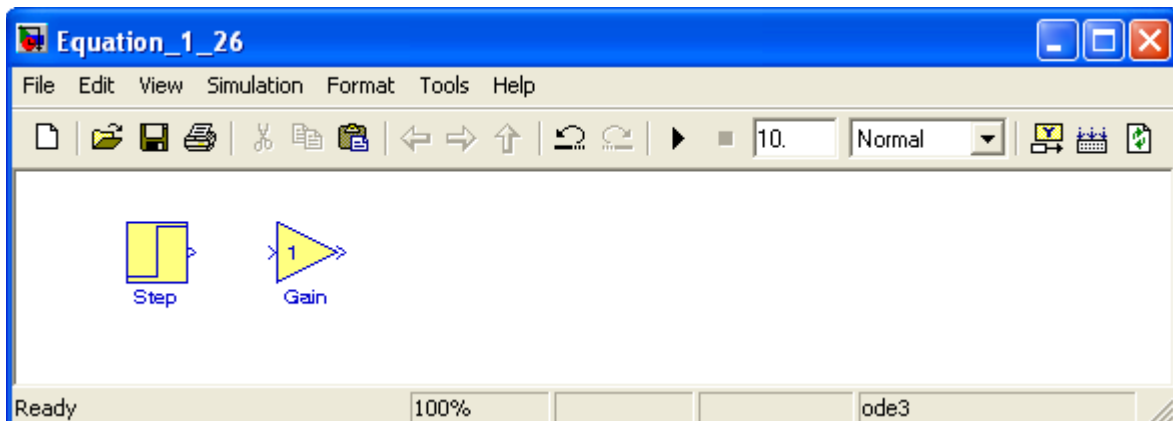 Equation_1_26
File Edit View Simulation Format Tools Help
10. Normal
1
Step Gain
Ready 100% ode3